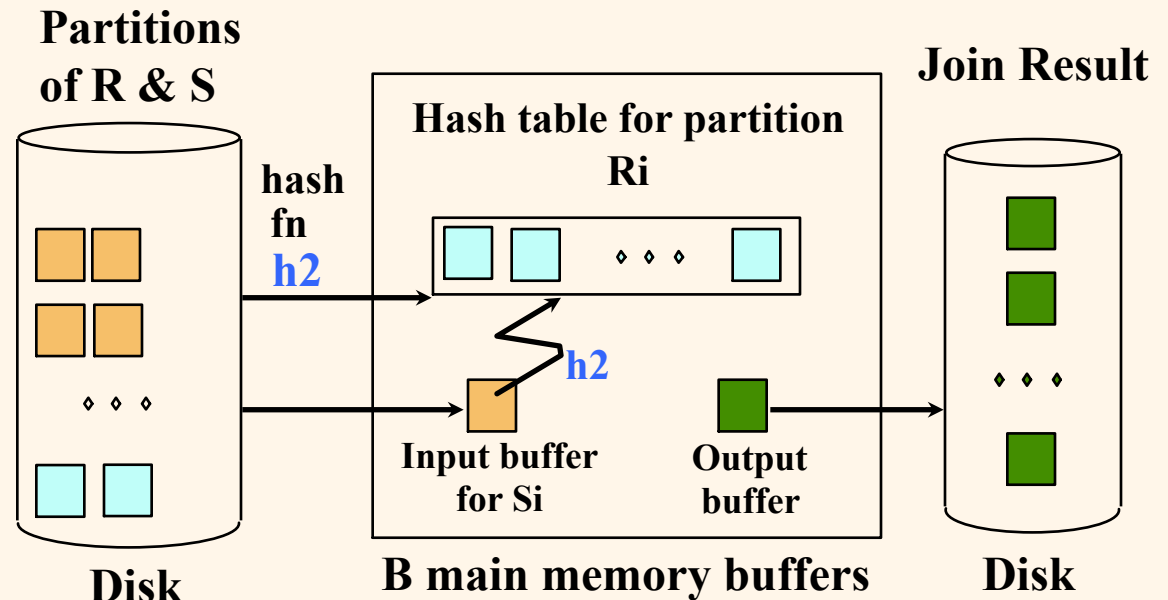 Partitions
of R & S
Join Result
Hash table for partition
Ri
hash
fn
h2
h2
Input buffer
for Si
Output
buffer
Disk
B main memory buffers
Disk